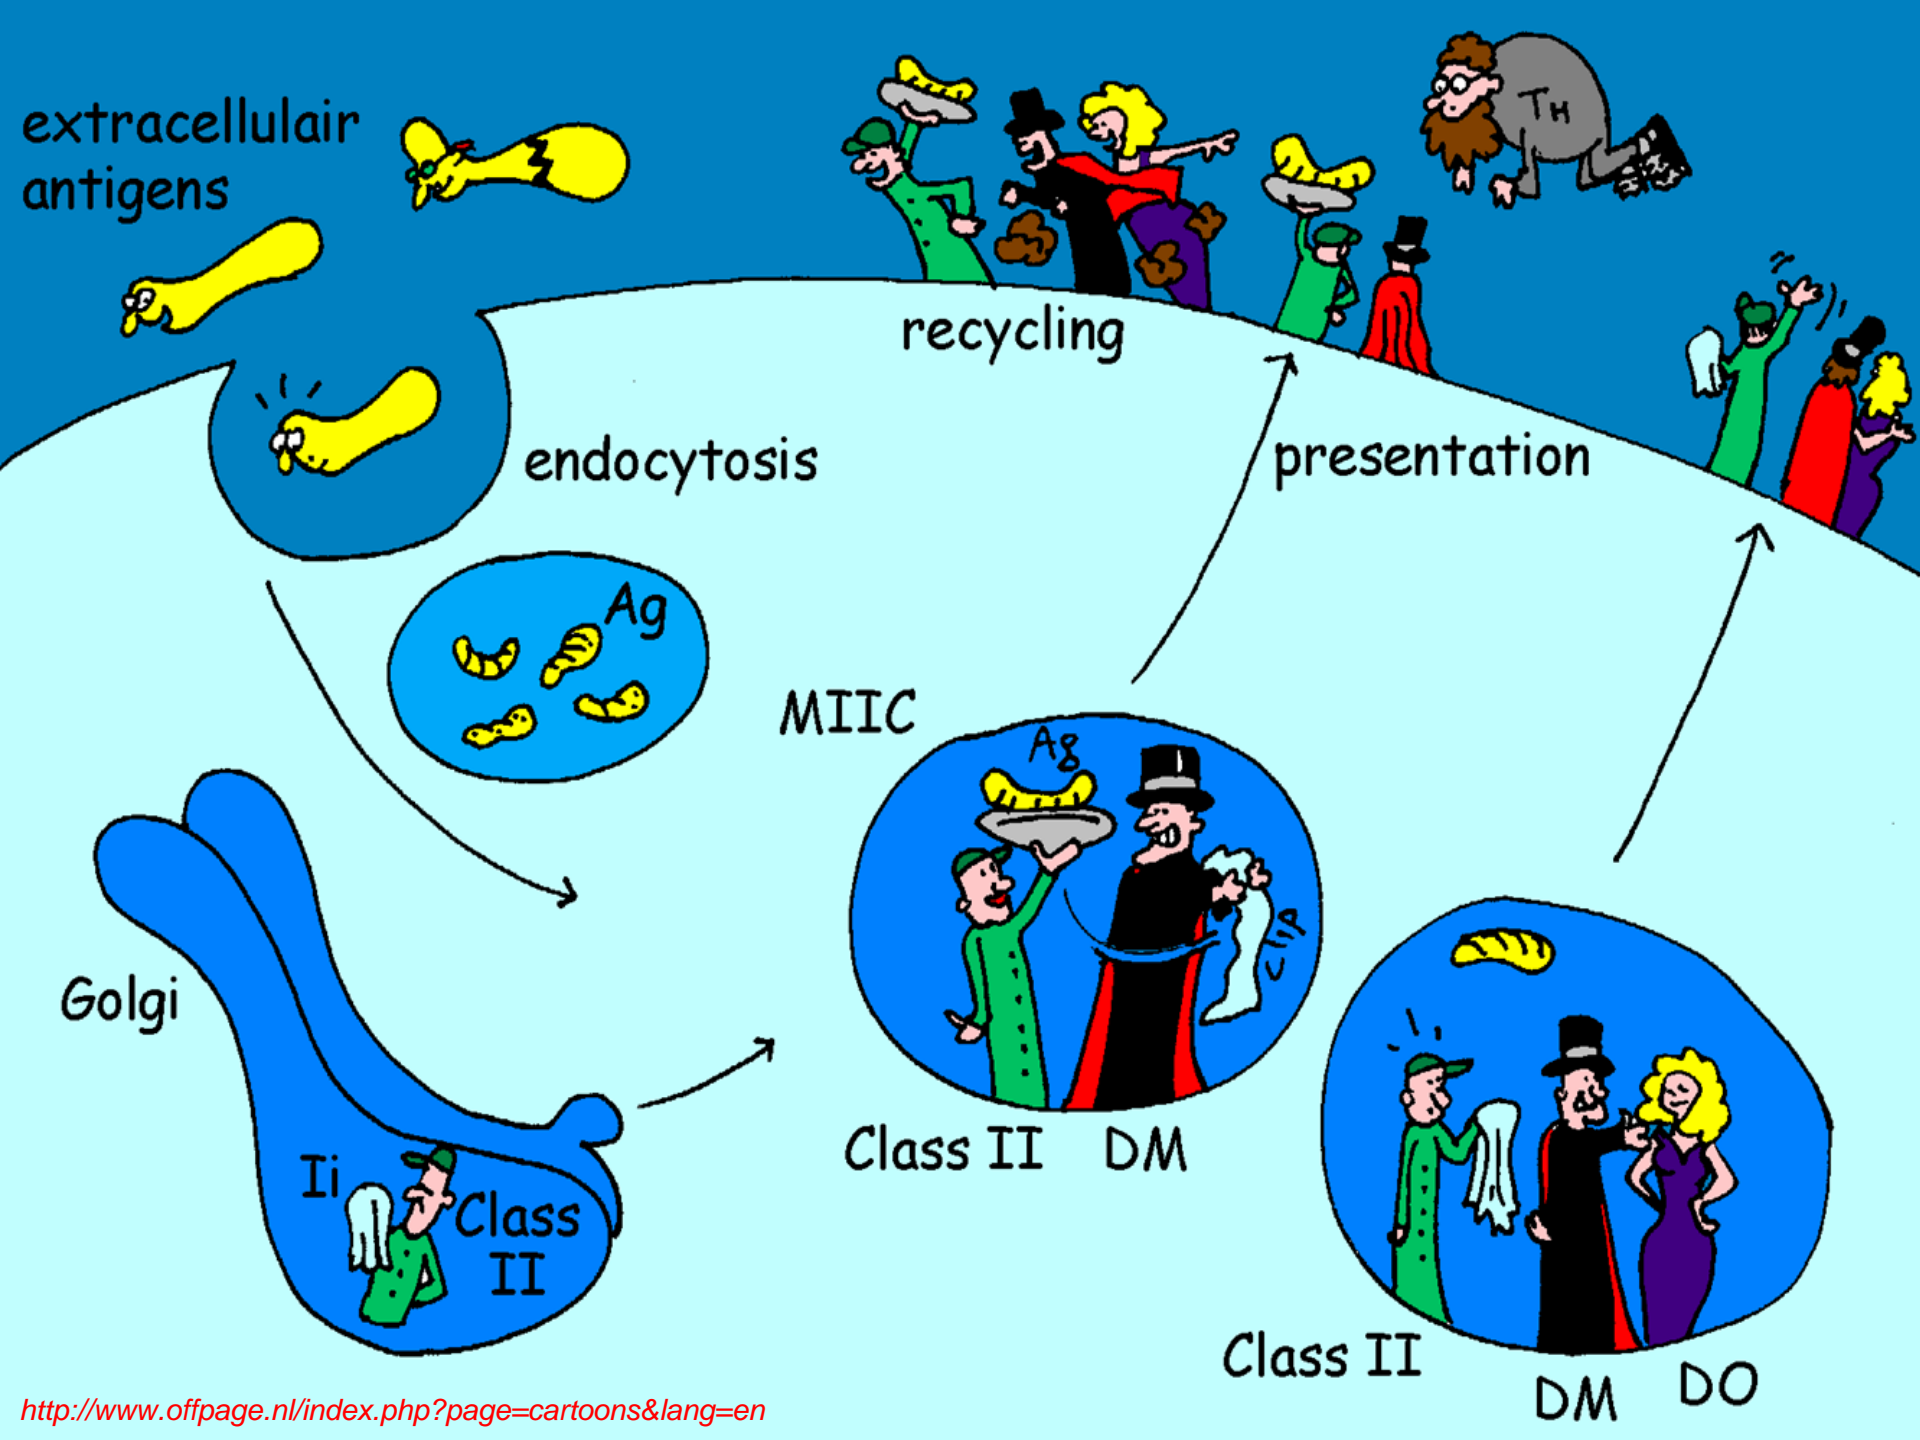 extracellulair
antigens
TH
recycling
endocytosis
presentation
Ag
MIIC
Ag
clip
Golgi
Class II
DM
Ii
Class
II
Class II
DM
DO
http://www.offpage.nl/index.php?page=cartoons&lang=en